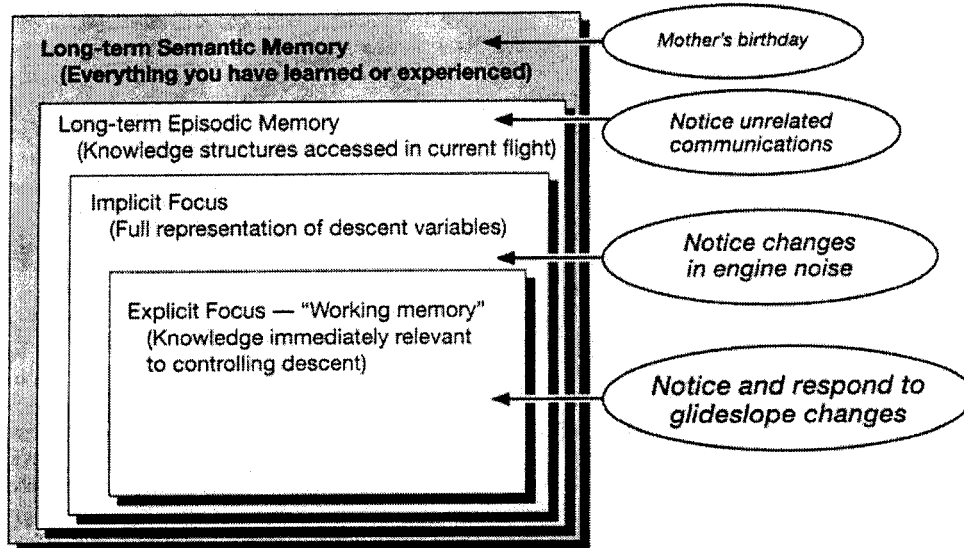 Long-term Semantic Memory
(Everything you have learned or experienced)
Mother's birthday
Long-term Episodic Memory
(Knowledge structures accessed in current flight)
Notice unrelated
communications
Implicit Focus
(Full representation of descent variables)
Notice changes
in engine noise
Explicit Focus — "Working memory"
(Knowledge immediately relevant
to controlling descent)
Notice and respond to
glideslope changes